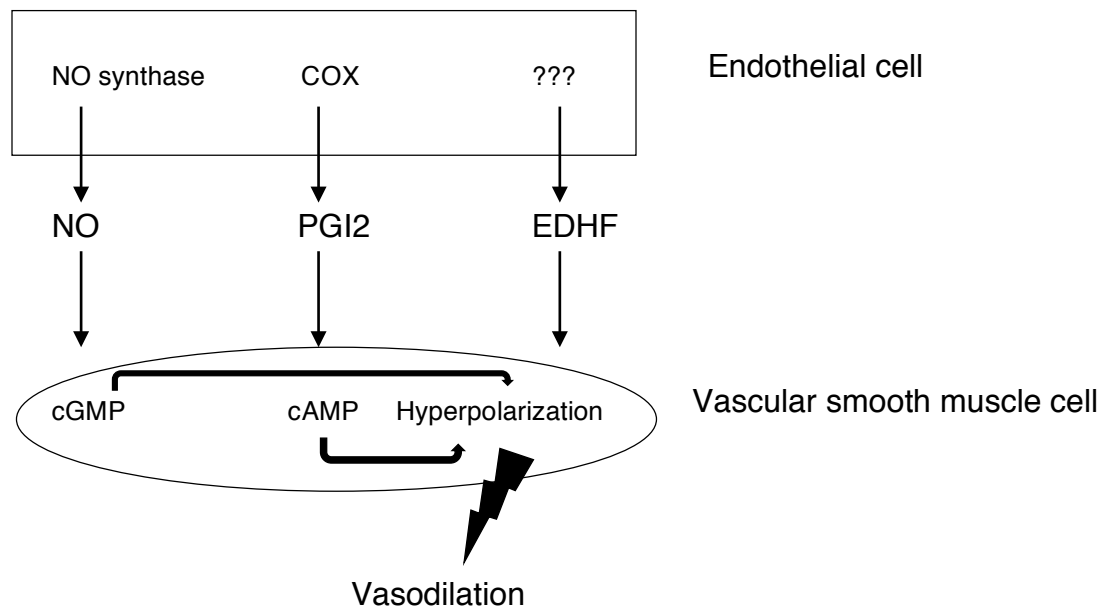 NO synthase COX ???
Endothelial cell
NO PGI2 EDHF
cGMP cAMP Hyperpolarization
Vascular smooth muscle cell
Vasodilation